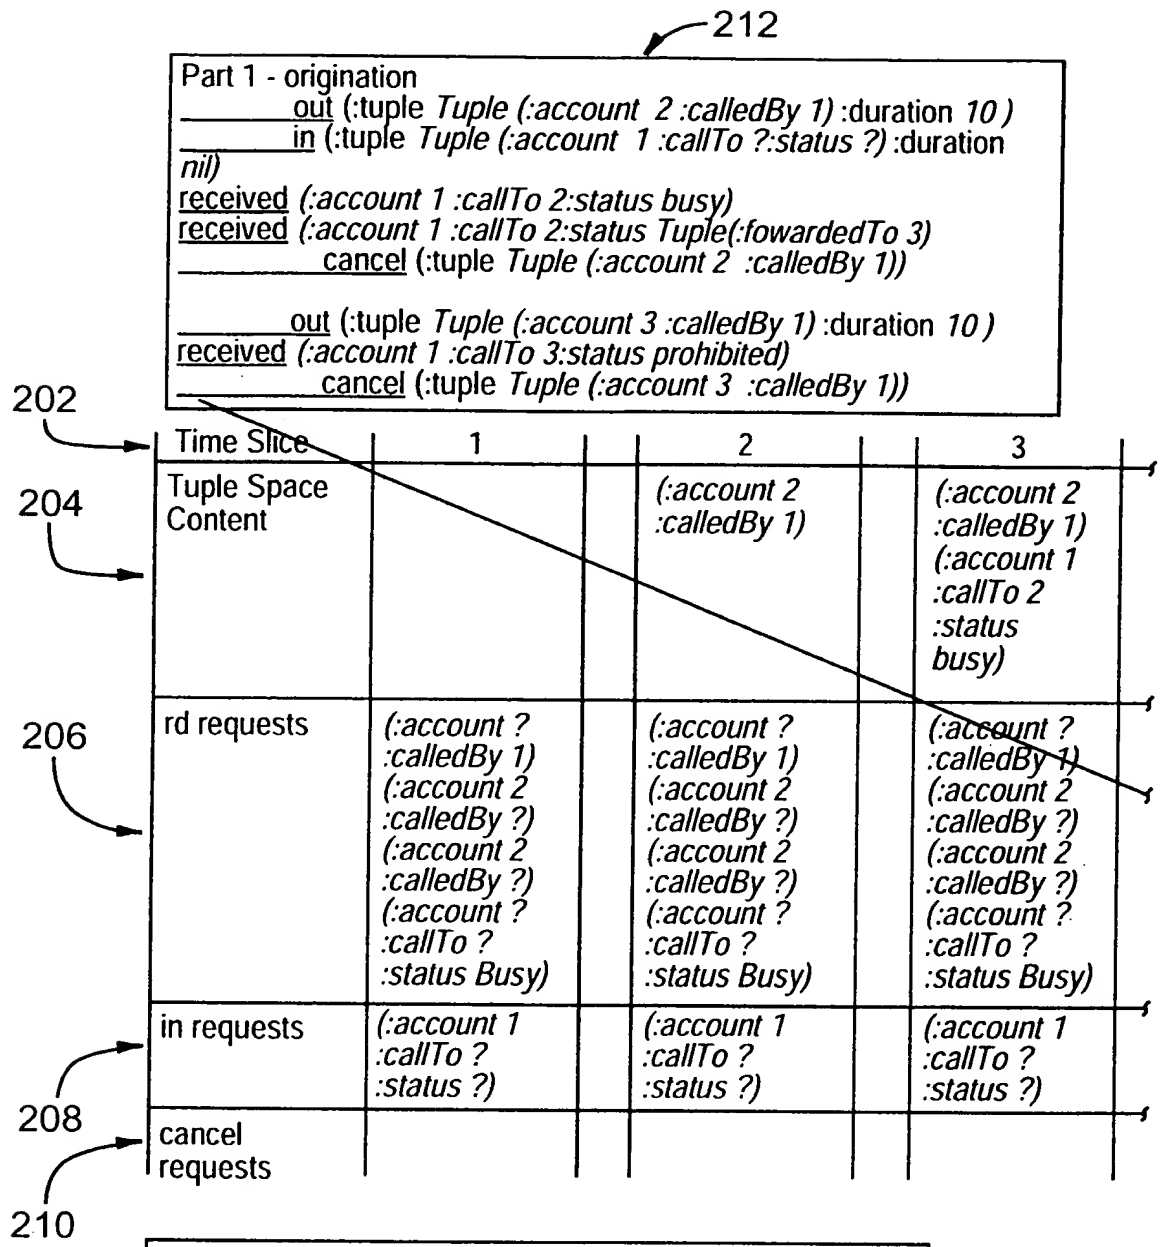 212
Part 1 - origination
out (:tuple Tuple (:account 2 :calledBy 1) :duration 10 )
in (:tuple Tuple (:account 1 :callTo ?:status ?) :duration
nil)
received (:account 1 :callTo 2:status busy)
received (:account 1 :callTo 2:status Tuple(:fowardedTo 3)
cancel (:tuple Tuple (:account 2 :calledBy 1))
out (:tuple Tuple (:account 3 :calledBy 1) :duration 10 )
received (:account 1 :callTo 3:status prohibited)
cancel (:tuple Tuple (:account 3 :calledBy 1))
202
Time Slice 1 2 3
204
Tuple Space
Content
(:account 2
:calledBy 1)
(:account 2
:calledBy 1)
(:account 1
:callTo 2
:status
busy)
206
rd requests
(:account ?
:calledBy 1)
(:account 2
:calledBy ?)
(:account 2
:calledBy ?)
(:account ?
:callTo ?
:status Busy)
(:account ?
:calledBy 1)
(:account 2
:calledBy ?)
(:account 2
:calledBy ?)
(:account ?
:callTo ?
:status Busy)
(:account ?
:calledBy 1)
(:account 2
:calledBy ?)
(:account 2
:calledBy ?)
(:account ?
:callTo ?
:status Busy)
208
in requests
(:account 1
:callTo ?
:status ?)
(:account 1
:callTo ?
:status ?)
(:account 1
:callTo ?
:status ?)
210
cancel
requests